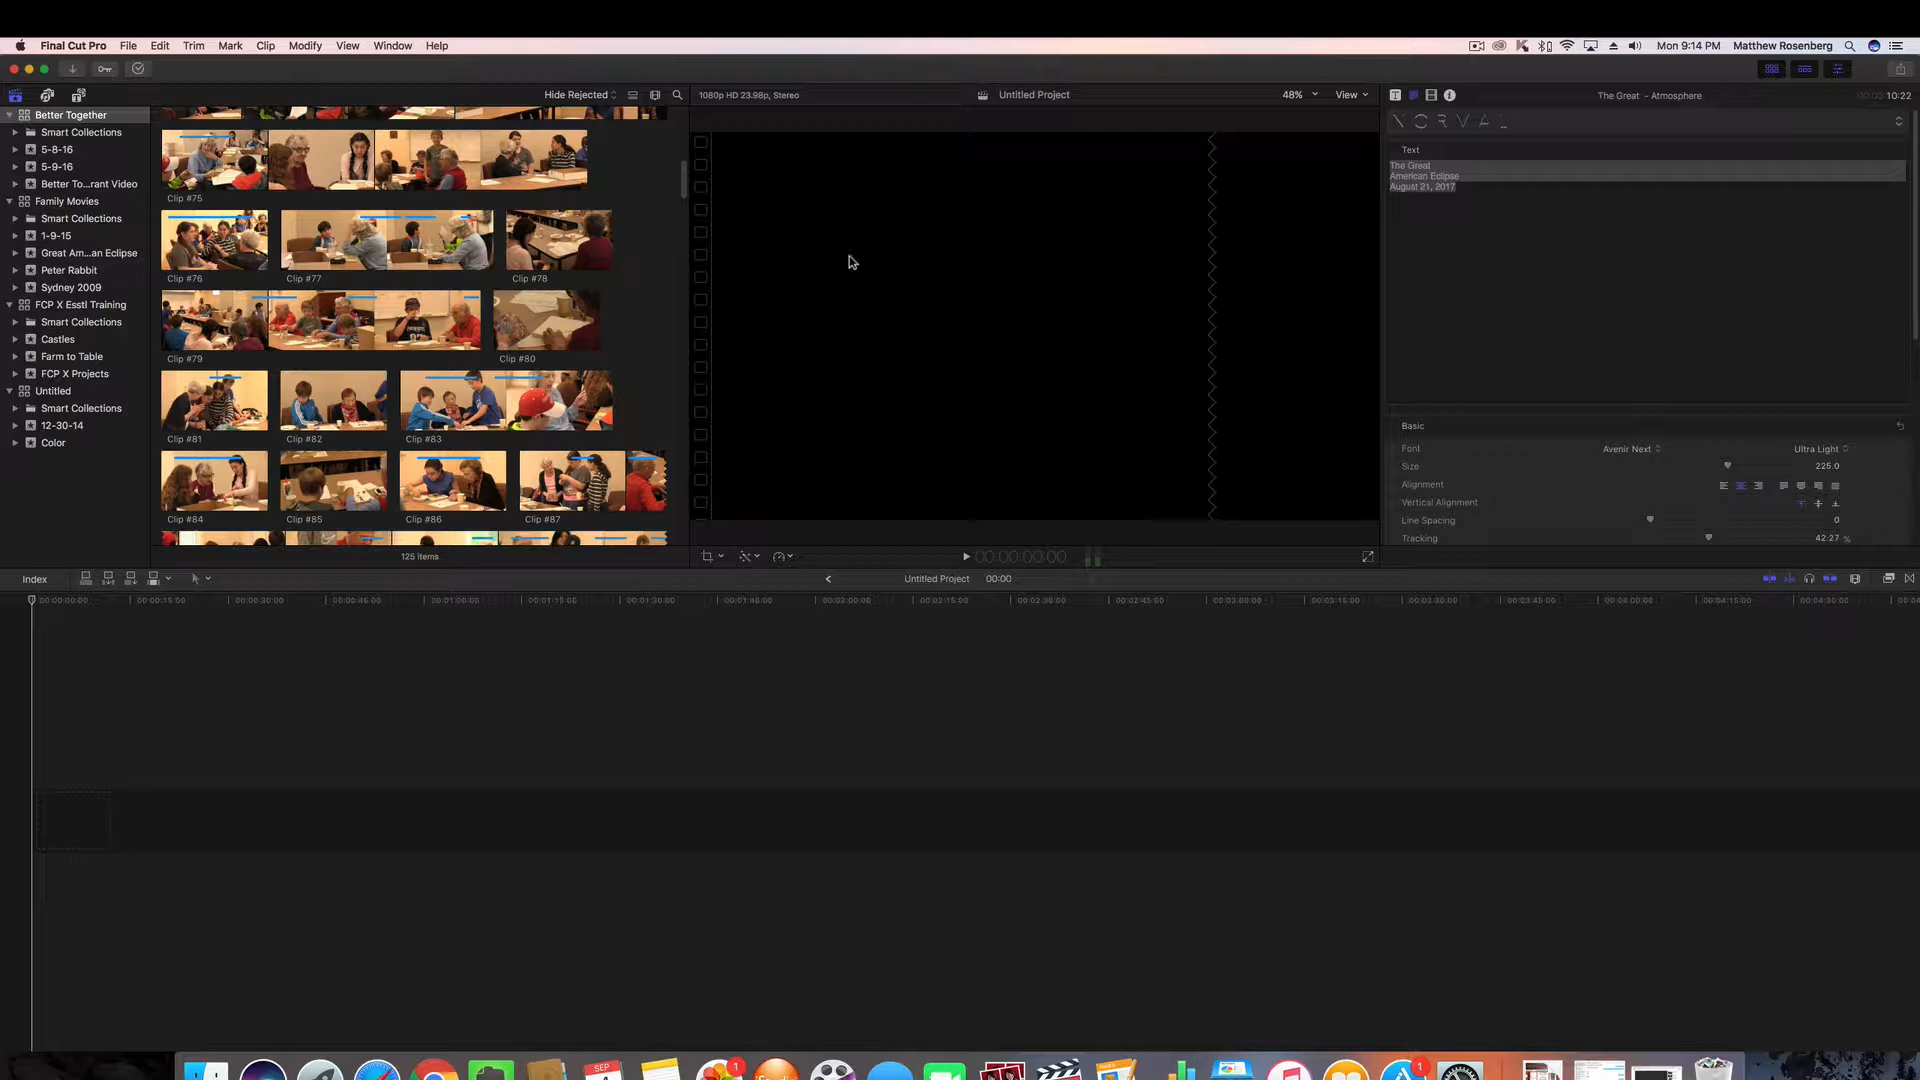 Final Cut Pro File Edit Trim Mark Clip Modify View Window Help Mon 9:14 PM Matthew Rosenberg
Hide Rejected 1080p HD 23.98p, Stereo Untitled Project 48% View The Great - Atmosphere 10:22
Better Together
Smart Collections
5-8-16
5-9-16
Better To...rant Video
Family Movies
Smart Collections
1-9-15
Great Am...an Eclipse
Peter Rabbit
Sydney 2009
FCP X Esstl Training
Smart Collections
Castles
Farm to Table
FCP X Projects
Untitled
Smart Collections
12-30-14
Color
Clip #75
Clip #76 Clip #77 Clip #78
Clip #79 Clip #80
Clip #81 Clip #82 Clip #83
Clip #84 Clip #85 Clip #86 Clip #87
125 items
00:00:00:00
NORMAL
Text
The Great
American Eclipse
August 21, 2017
Basic
Font Avenir Next Ultra Light
Size 225.0
Alignment
Vertical Alignment
Line Spacing 0
Tracking 42.27 %
Index Untitled Project 00:00
00:00:00:00 00:00:15:00 00:00:30:00 00:00:46:00 00:01:00:00 00:01:15:00 00:01:30:00 00:01:46:00 00:02:00:00 00:02:15:00 00:02:30:00 00:02:45:00 00:03:00:00 00:03:15:00 00:03:30:00 00:03:45:00 00:04:00:00 00:04:15:00 00:04:30:00
SEP 1 1